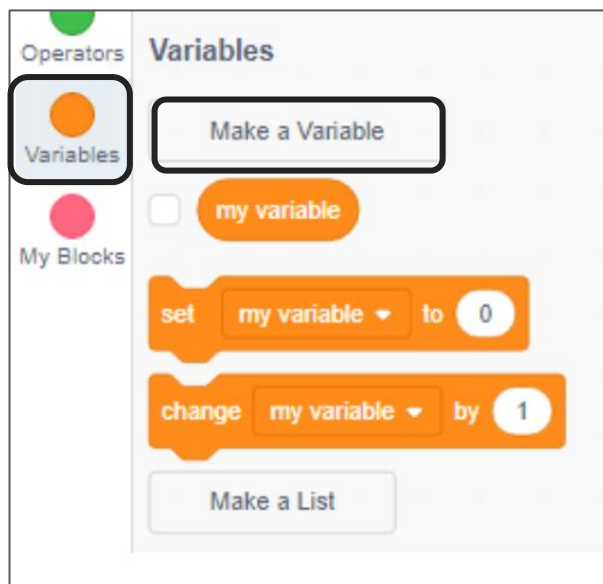 Operators
Variables
My Blocks
Variables
Make a Variable
my variable
set my variable to 0
change my variable by 1
Make a List